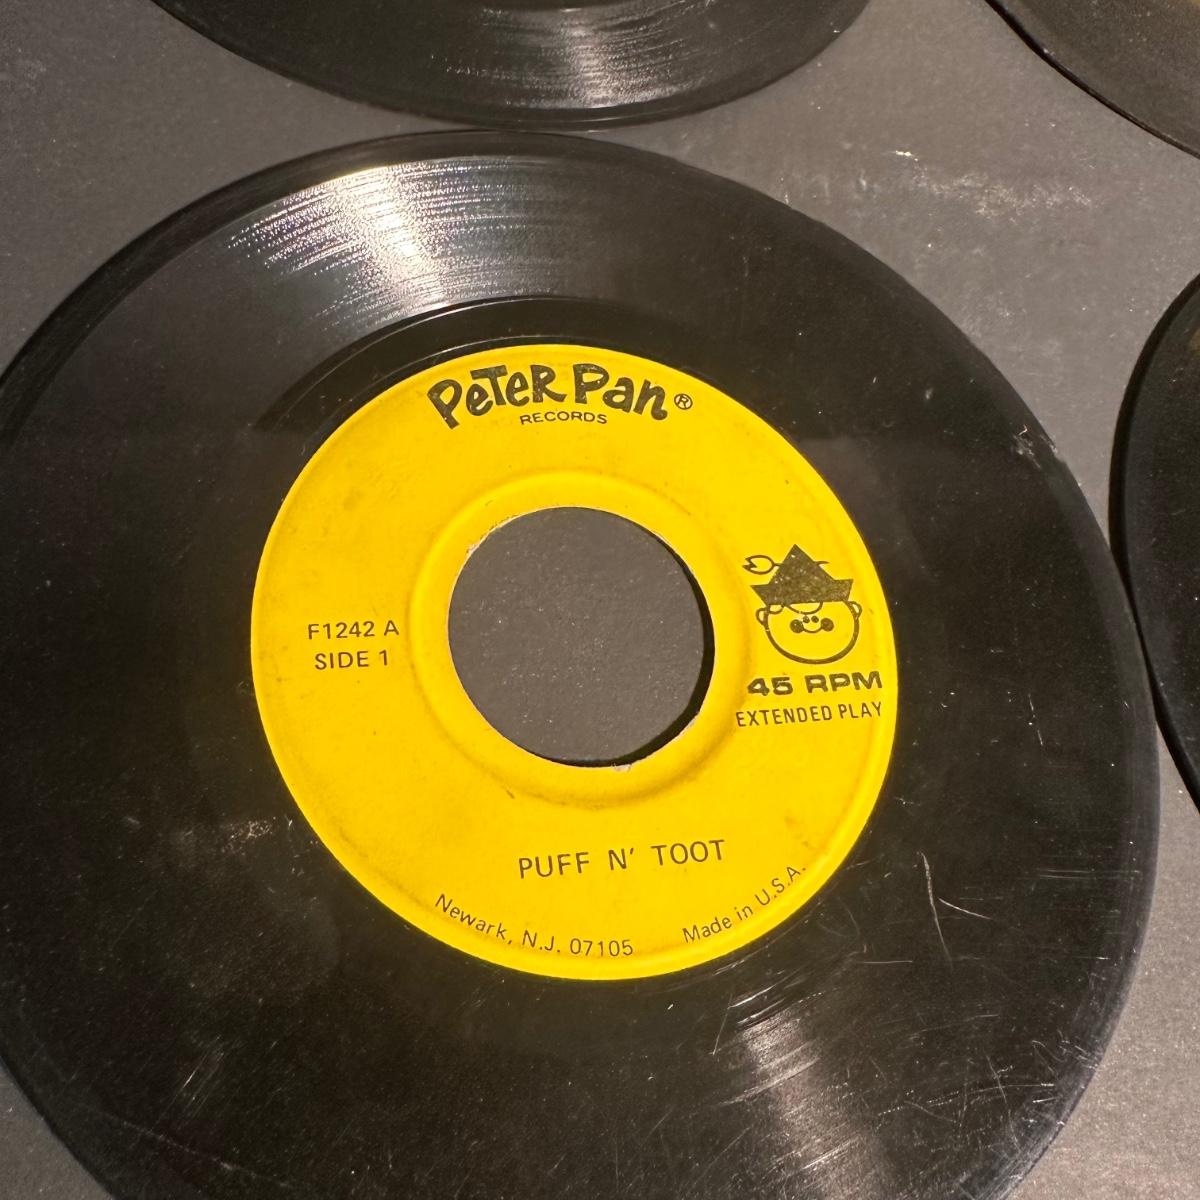 PeTeR Pan®
RECORDS
F1242 A
SIDE 1
45 RPM
EXTENDED PLAY
PUFF N' TOOT
Newark, N.J. 07105 Made in U.S.A.